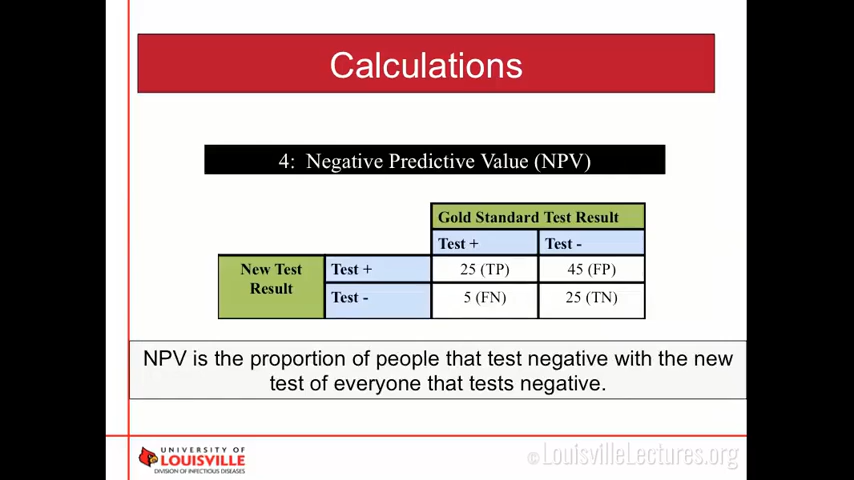 Calculations
4: Negative Predictive Value (NPV)
Gold Standard Test Result
Test + Test -
New Test Result Test + 25 (TP) 45 (FP)
Test - 5 (FN) 25 (TN)
NPV is the proportion of people that test negative with the new
test of everyone that tests negative.
UNIVERSITY OF
LOUISVILLE
DIVISION OF INFECTIOUS DISEASES
©LouisvilleLectures.org